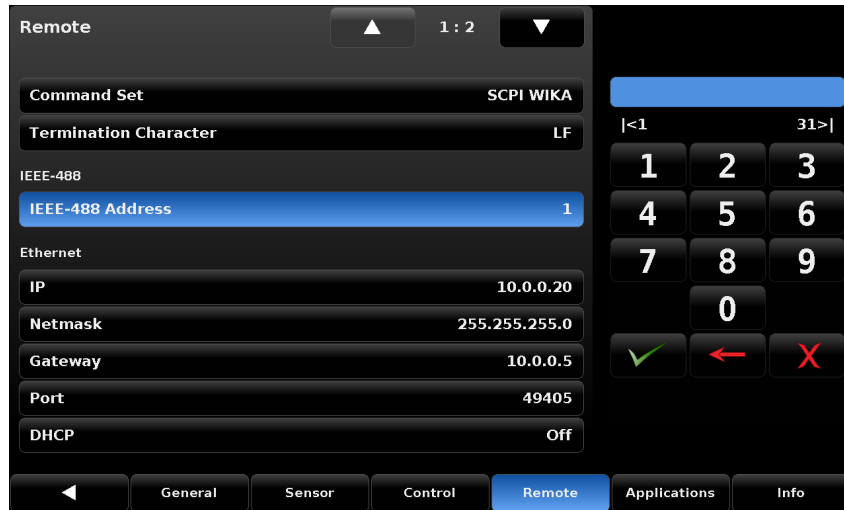 Remote 1 : 2
Command Set SCPI WIKA
Termination Character LF
IEEE-488
IEEE-488 Address 1
Ethernet
IP 10.0.0.20
Netmask 255.255.255.0
Gateway 10.0.0.5
Port 49405
DHCP Off
|<1 31>|
1 2 3
4 5 6
7 8 9
0
General Sensor Control Remote Applications Info